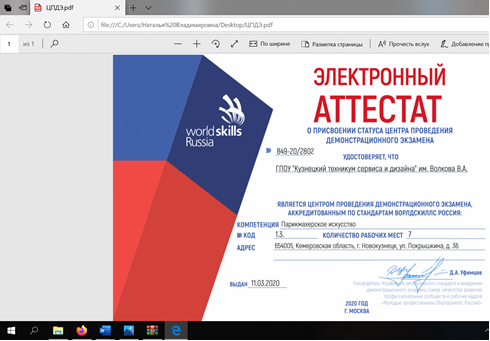 ЦПДЭ.pdf
file:///C:/Users/Наталья%20Владимировна/Desktop/ЦПДЭ.pdf
1 из 1 По ширине Разметка страницы Прочесть вслух Добавление
ЭЛЕКТРОННЫЙ
АТТЕСТАТ
О ПРИСВОЕНИИ СТАТУСА ЦЕНТРА ПРОВЕДЕНИЯ
ДЕМОНСТРАЦИОННОГО ЭКЗАМЕНА
worldskills
Russia
№ 849-20/2802
УДОСТОВЕРЯЕТ, ЧТО
ГПОУ "Кузнецкий техникум сервиса и дизайна" им. Волкова В.А.
ЯВЛЯЕТСЯ ЦЕНТРОМ ПРОВЕДЕНИЯ ДЕМОНСТРАЦИОННОГО ЭКЗАМЕНА,
АККРЕДИТОВАННЫМ ПО СТАНДАРТАМ ВОРЛДСКИЛЛС РОССИЯ:
КОМПЕТЕНЦИЯ Парикмахерское искусство
№ КОД 1.3. КОЛИЧЕСТВО РАБОЧИХ МЕСТ 7
АДРЕС 654005, Кемеровская область, г. Новокузнецк, ул. Покрышкина, д. 36
Д.А. Уфимцев
Руководитель Управления регионального стандарта и внедрения
демонстрационного экзамена Союза «Агентство развития
профессиональных сообществ и рабочих кадров
«Молодые профессионалы (Ворлдскиллс Россия)»
ВЫДАН 11.03.2020
2020 ГОД
Г. МОСКВА